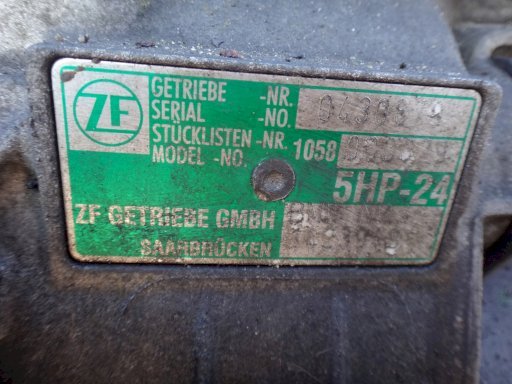 ZF
GETRIEBE -NR.
SERIAL -NO.
STÜCKLISTEN -NR. 1058
MODEL -NO.
5HP-24
ZF GETRIEBE GMBH
SAARBRÜCKEN